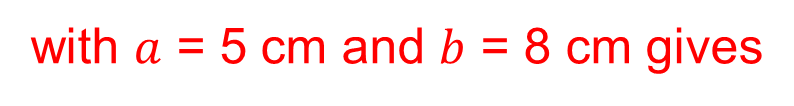 with a = 5 cm and b = 8 cm gives